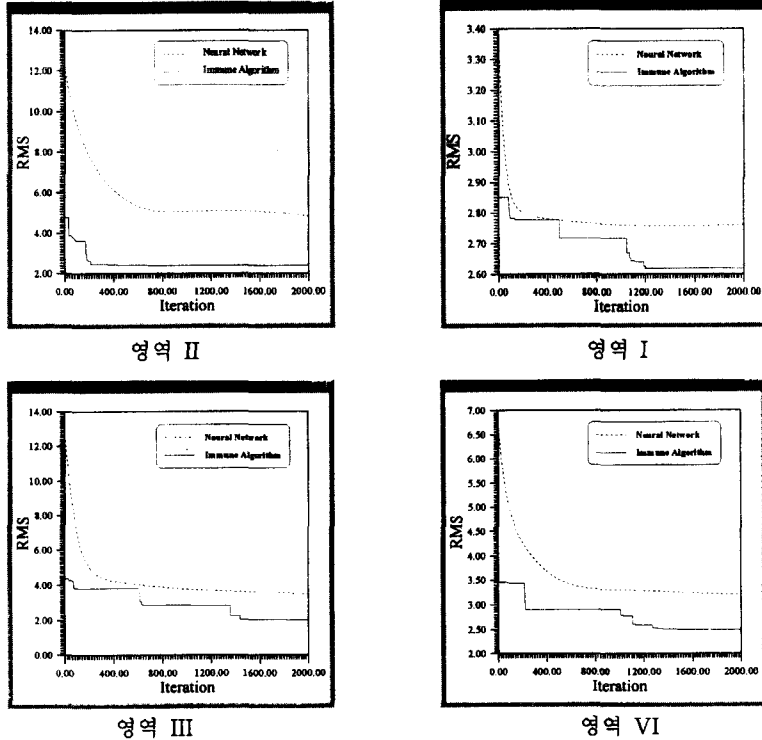 14.00
12.00
10.00
8.00
6.00
4.00
2.00
RMS
Neural Network
Immune Algorithm
0.00 400.00 800.00 1200.00 1600.00 2000.00
Iteration
영역 II
3.40
3.20
3.00
2.90
2.80
2.70
2.60
RMS
Neural Network
Immune Algorithm
0.00 400.00 800.00 1200.00 1600.00 2000.00
Iteration
영역 I
14.00
12.00
10.00
8.00
6.00
4.00
2.00
0.00
RMS
Neural Network
Immune Algorithm
0.00 400.00 800.00 1200.00 1600.00 2000.00
Iteration
영역 III
7.00
6.50
6.00
5.50
5.00
4.50
4.00
3.50
3.00
2.50
2.00
RMS
Neural Network
Immune Algorithm
0.00 400.00 800.00 1200.00 1600.00 2000.00
Iteration
영역 VI